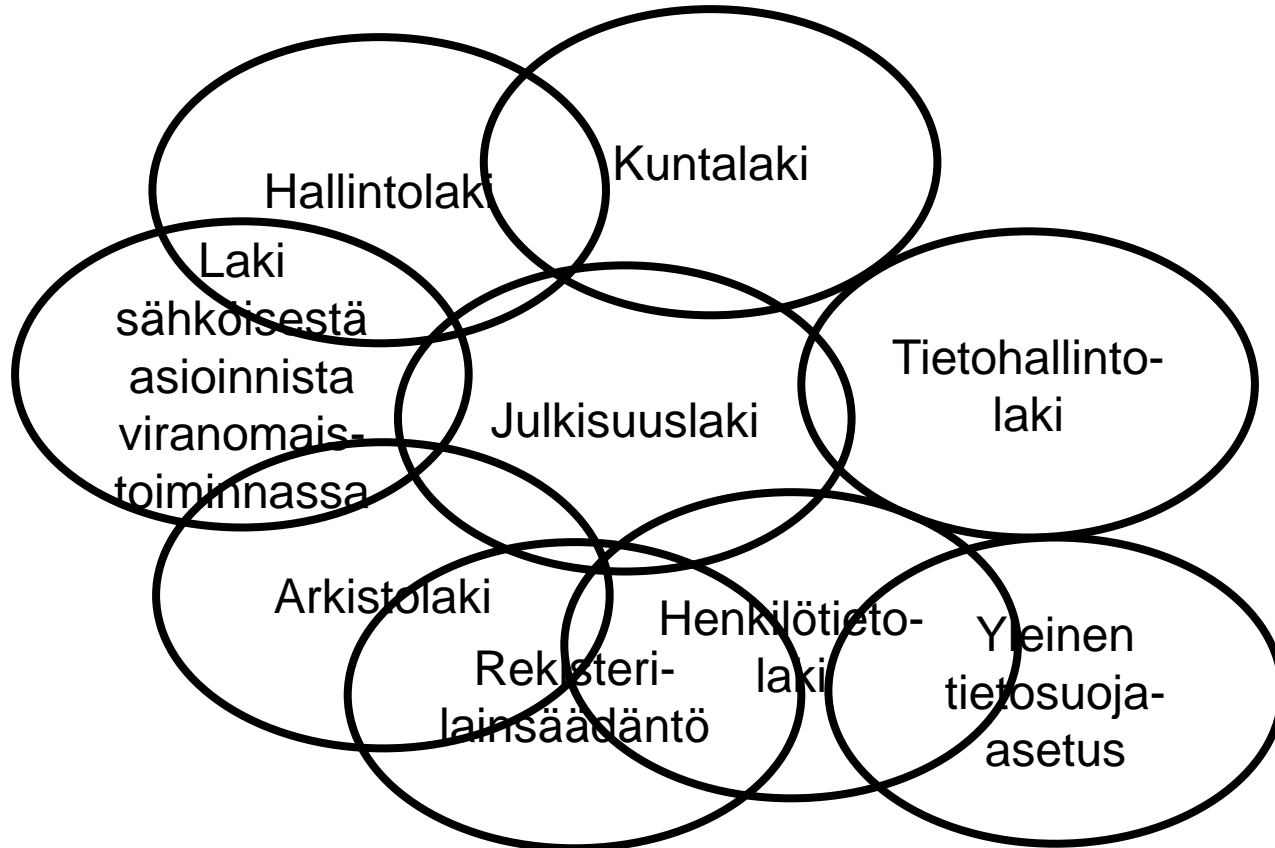 Hallintolaki
Kuntalaki
Laki
sähköisestä
asioinnista
viranomais-
toiminnassa
Julkisuuslaki
Tietohallinto-
laki
Arkistolaki
Rekisteri-
lainsäädäntö
Henkilötieto-
laki
Yleinen
tietosuoja-
asetus